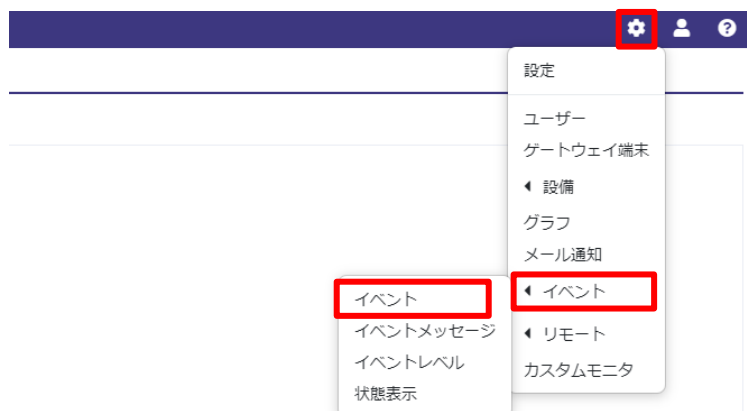 設定
ユーザー
ゲートウェイ端末
設備
グラフ
メール通知
イベント
リモート
カスタムモニタ
イベント
イベントメッセージ
イベントレベル
状態表示